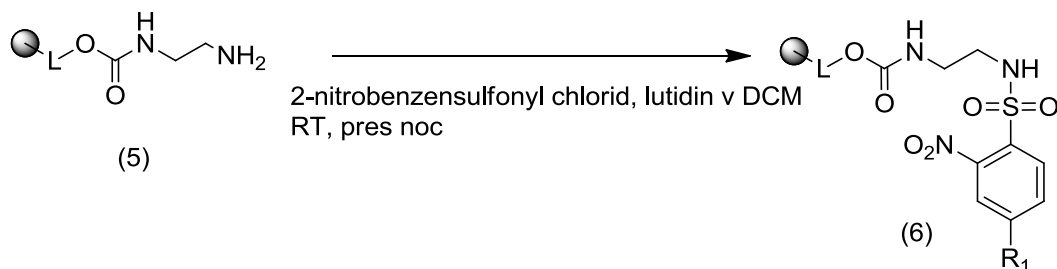 L O H N O NH₂
2-nitrobenzensulfonyl chlorid, lutidin v DCM
RT, pres noc
(5)
L O H N O NH
O=S=O
O₂N
(6)
R₁